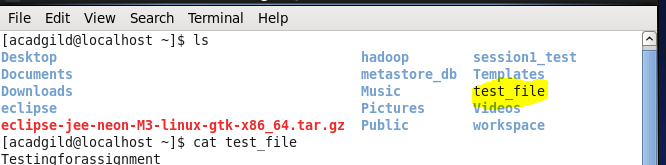 File Edit View Search Terminal Help
[acadgild@localhost ~]$ ls
Desktop hadoop session1_test
Documents metastore_db Templates
Downloads Music test_file
eclipse Pictures Videos
eclipse-jee-neon-M3-linux-gtk-x86_64.tar.gz Public workspace
[acadgild@localhost ~]$ cat test_file
Testingforassignment